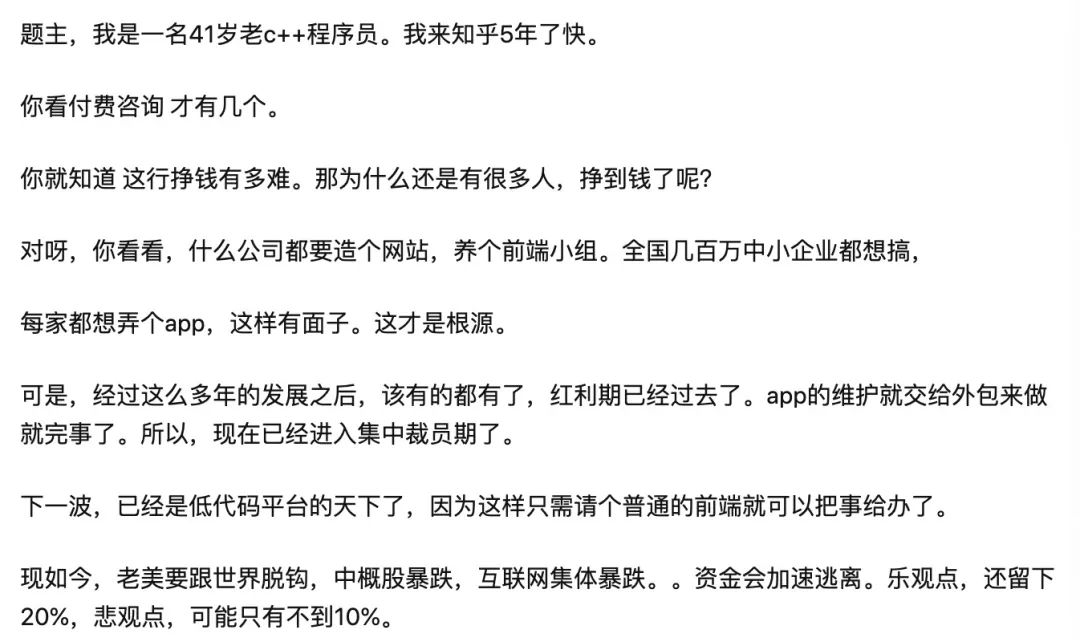 题主，我是一名41岁老c++程序员。我来知乎5年了快。
你看付费咨询 才有几个。
你就知道 这行挣钱有多难。那为什么还是有很多人，挣到钱了呢？
对呀，你看看，什么公司都要造个网站，养个前端小组。全国几百万中小企业都想搞，
每家都想弄个app，这样有面子。这才是根源。
可是，经过这么多年的发展之后，该有的都有了，红利期已经过去了。app的维护就交给外包来做
就完事了。所以，现在已经进入集中裁员期了。
下一波，已经是低代码平台的天下了，因为这样只需请个普通的前端就可以把事给办了。
现如今，老美要跟世界脱钩，中概股暴跌，互联网集体暴跌。。资金会加速逃离。乐观点，还留下
20%，悲观点，可能只有不到10%。